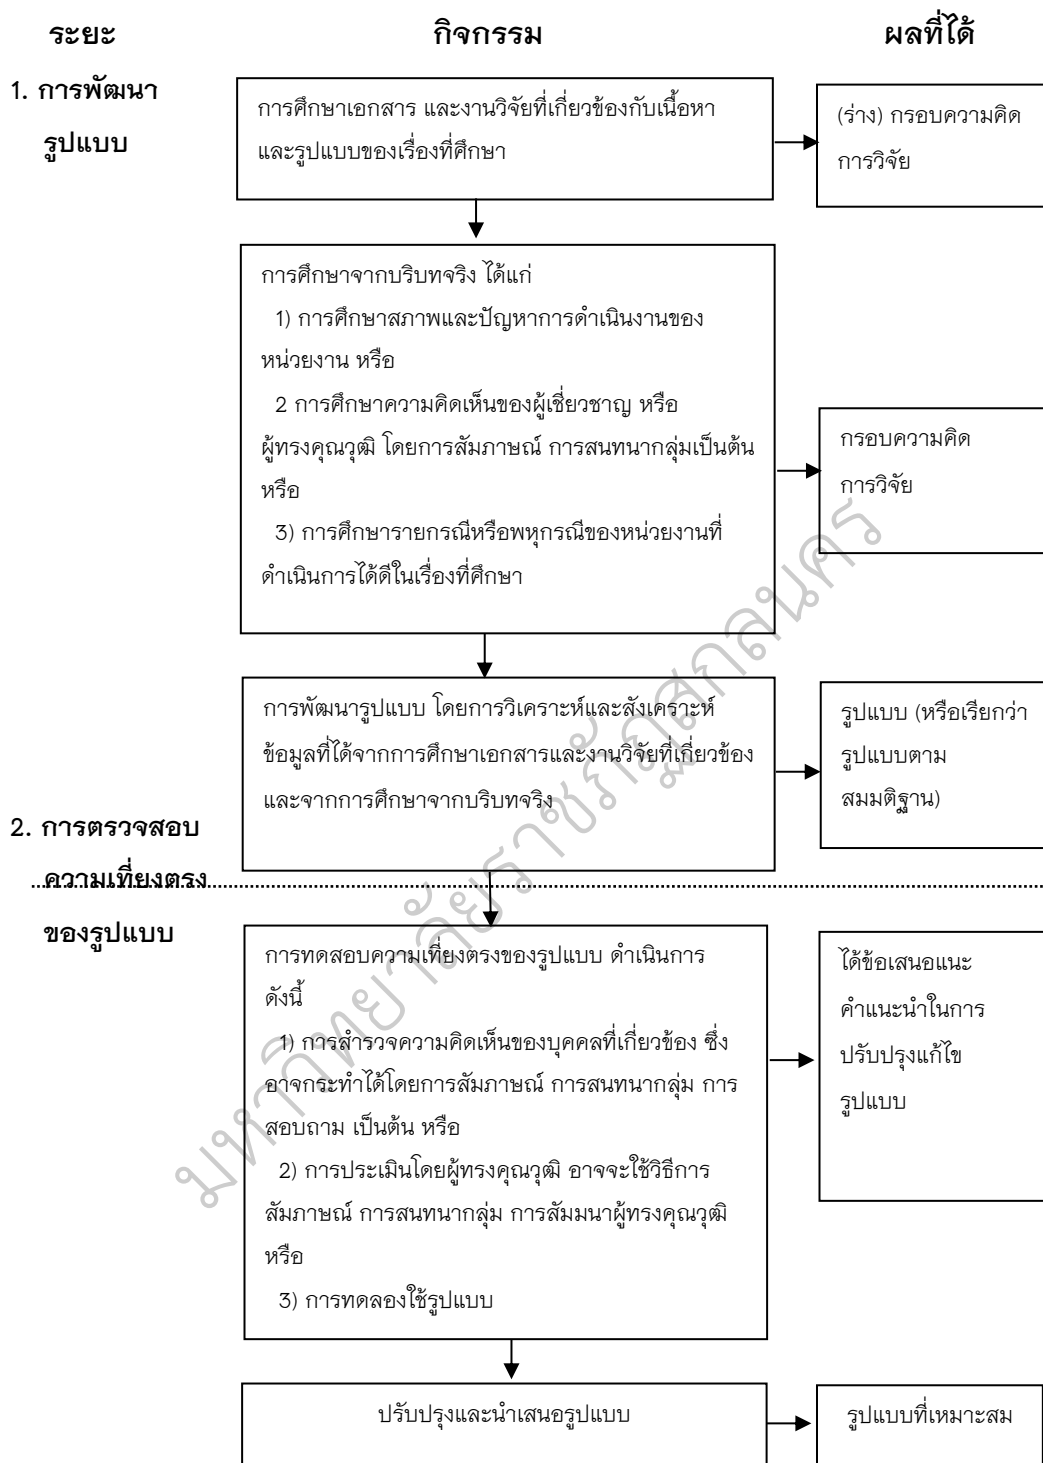 ระยะ
กิจกรรม
ผลที่ได้
1. การพัฒนา
รูปแบบ
การศึกษาเอกสาร และงานวิจัยที่เกี่ยวข้องกับเนื้อหา
และรูปแบบของเรื่องที่ศึกษา
(ร่าง) กรอบความคิด
การวิจัย
การศึกษาจากบริบทจริง ได้แก่
1) การศึกษาสภาพและปัญหาการดำเนินงานของ
หน่วยงาน หรือ
2 การศึกษาความคิดเห็นของผู้เชี่ยวชาญ หรือ
ผู้ทรงคุณวุฒิ โดยการสัมภาษณ์ การสนทนากลุ่มเป็นต้น
หรือ
3) การศึกษารายกรณีหรือพหุกรณีของหน่วยงานที่
ดำเนินการได้ดีในเรื่องที่ศึกษา
กรอบความคิด
การวิจัย
การพัฒนารูปแบบ โดยการวิเคราะห์และสังเคราะห์
ข้อมูลที่ได้จากการศึกษาเอกสารและงานวิจัยที่เกี่ยวข้อง
และจากการศึกษาจากบริบทจริง
รูปแบบ (หรือเรียกว่า
รูปแบบตาม
สมมติฐาน)
2. การตรวจสอบ
ความเที่ยงตรง
ของรูปแบบ
การทดสอบความเที่ยงตรงของรูปแบบ ดำเนินการ
ดังนี้
1) การสำรวจความคิดเห็นของบุคคลที่เกี่ยวข้อง ซึ่ง
อาจกระทำได้โดยการสัมภาษณ์ การสนทนากลุ่ม การ
สอบถาม เป็นต้น หรือ
2) การประเมินโดยผู้ทรงคุณวุฒิ อาจจะใช้วิธีการ
สัมภาษณ์ การสนทนากลุ่ม การสัมมนาผู้ทรงคุณวุฒิ
หรือ
3) การทดลองใช้รูปแบบ
ได้ข้อเสนอแนะ
คำแนะนำในการ
ปรับปรุงแก้ไข
รูปแบบ
ปรับปรุงและนำเสนอรูปแบบ
รูปแบบที่เหมาะสม
มหาวิทยาลัยราชภัฏสกลนคร